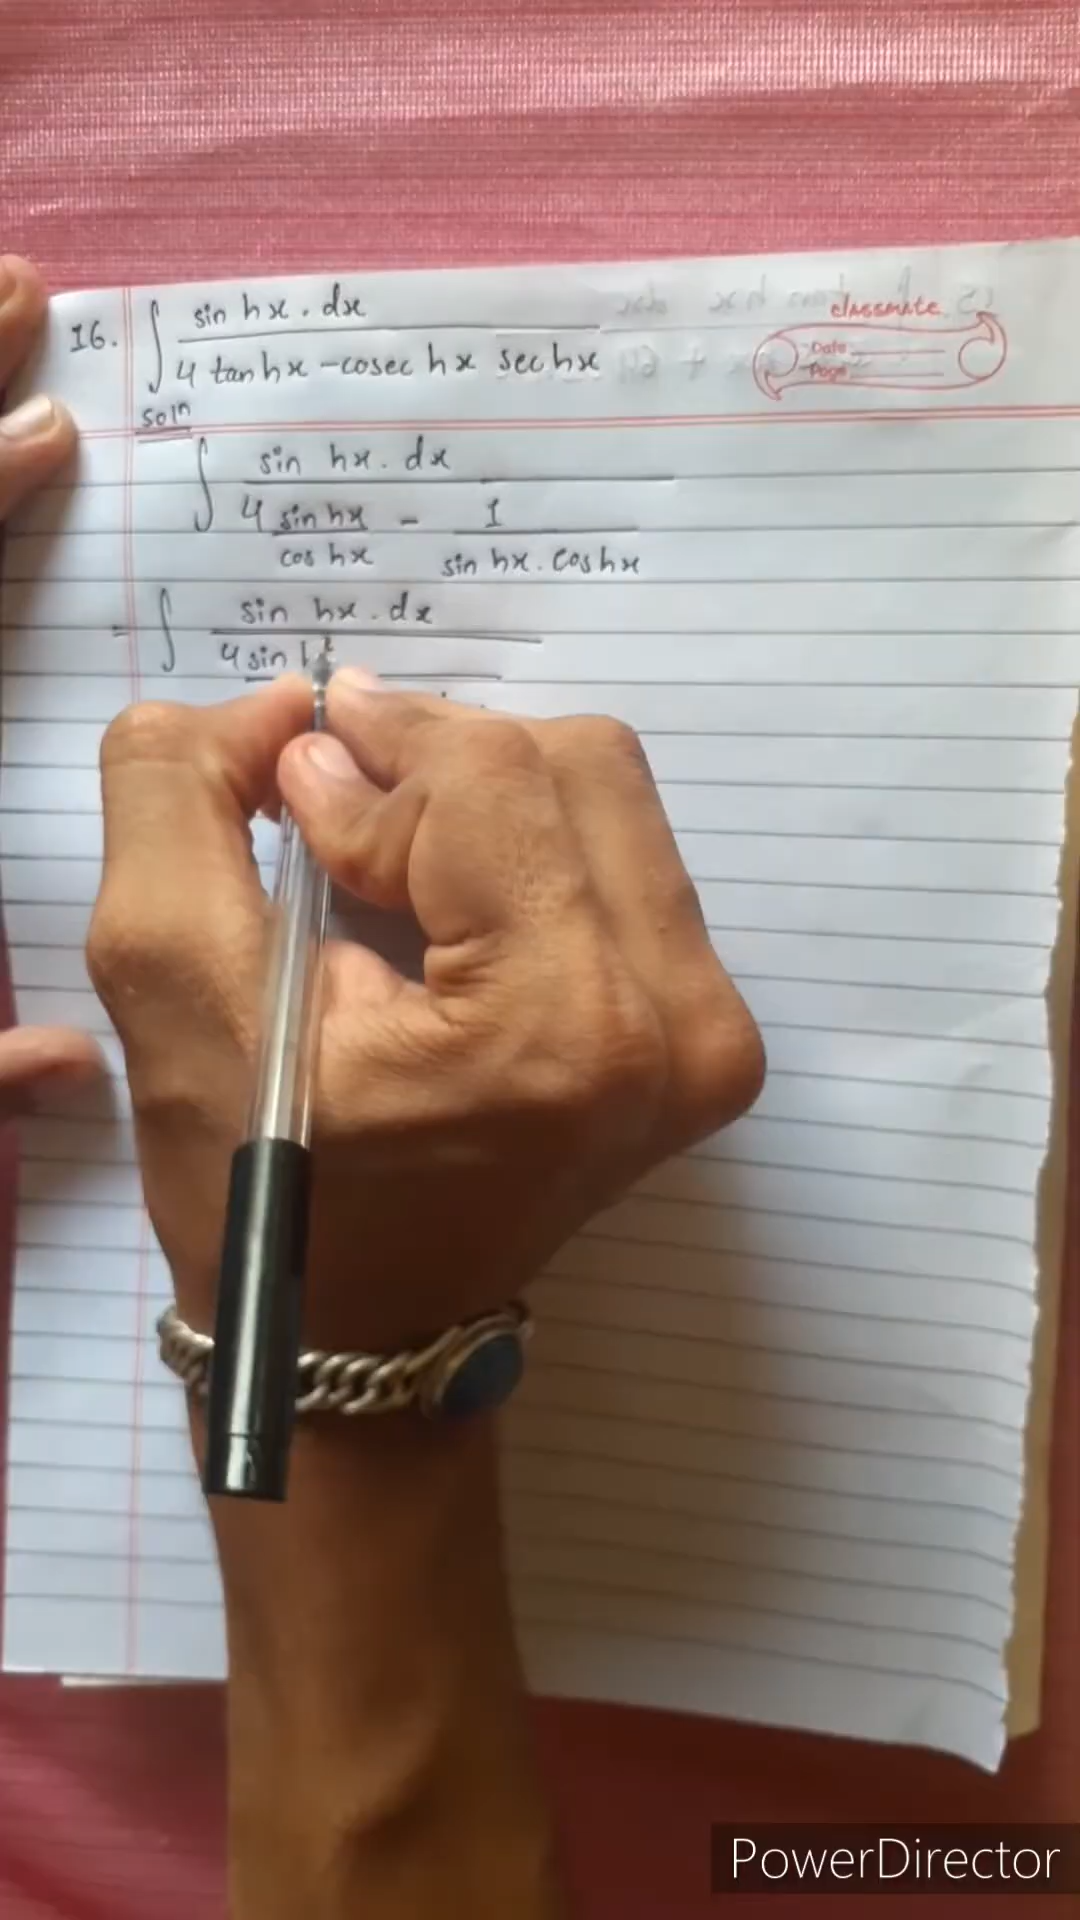 16. ∫ sin hx . dx
4 tan hx - cosec hx sec hx
classmate
Date
Page
soln
∫ sin hx . dx
4 sin hx - 1
cos hx sin hx . cos hx
= ∫ sin hx . dx
4 sin
PowerDirector